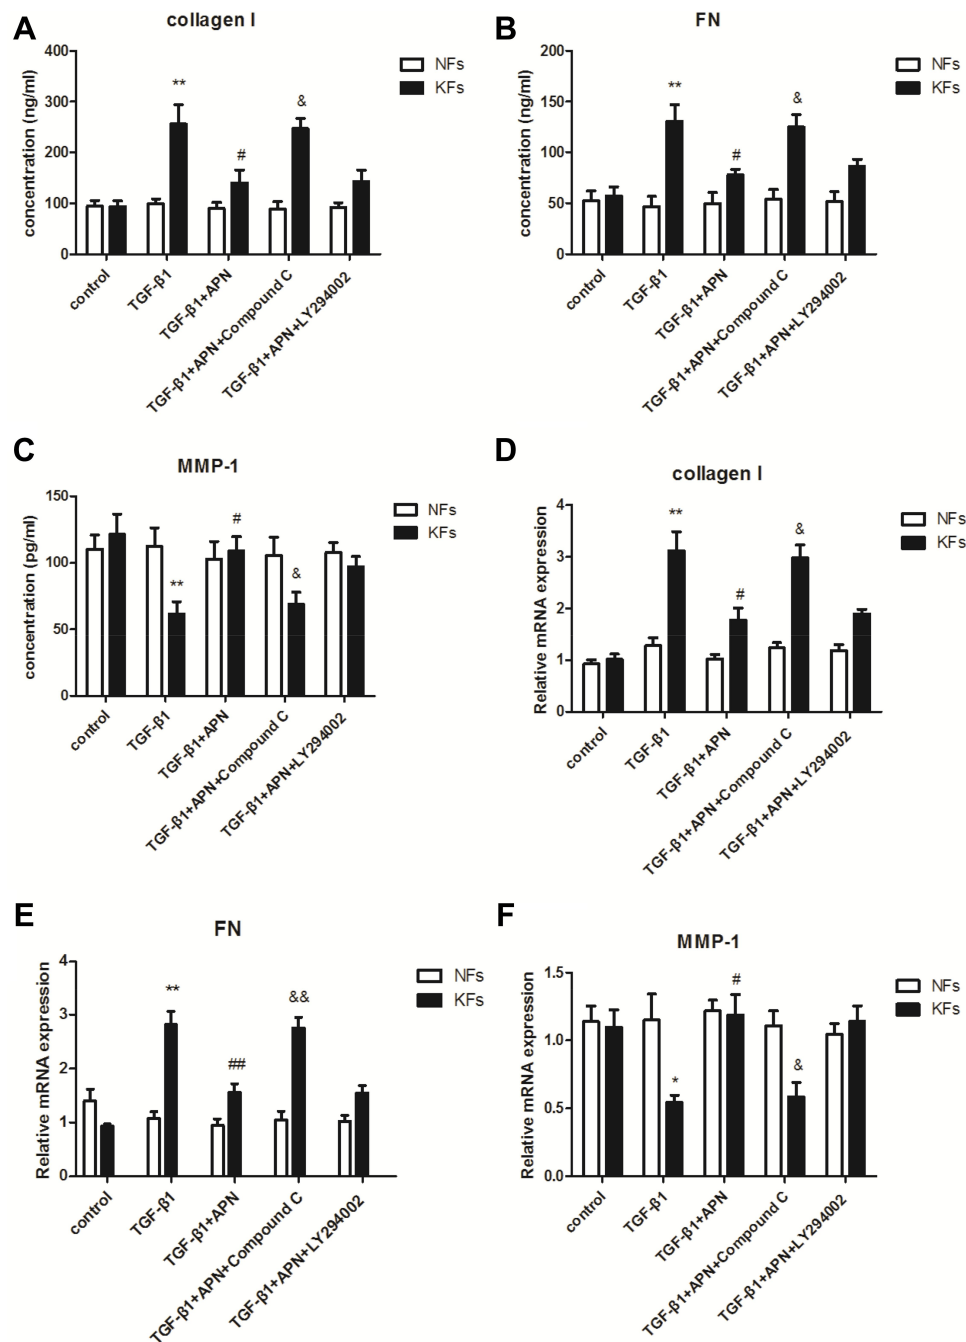 A
collagen I
concentration (ng/ml)
400
300
200
100
0
**
#
&
NFs
KFs
control
TGF-β1
TGF-β1+APN
TGF-β1+APN+Compound C
TGF-β1+APN+LY294002
B
FN
concentration (ng/ml)
200
150
100
50
0
**
#
&
NFs
KFs
control
TGF-β1
TGF-β1+APN
TGF-β1+APN+Compound C
TGF-β1+APN+LY294002
C
MMP-1
concentration (pg/ml)
150
100
50
0
**
#
&
NFs
KFs
control
TGF-β1
TGF-β1+APN
TGF-β1+APN+Compound C
TGF-β1+APN+LY294002
D
collagen I
Relative mRNA expression
4
3
2
1
0
**
#
&
NFs
KFs
control
TGF-β1
TGF-β1+APN
TGF-β1+APN+Compound C
TGF-β1+APN+LY294002
E
FN
Relative mRNA expression
4
3
2
1
0
**
##
&&
NFs
KFs
control
TGF-β1
TGF-β1+APN
TGF-β1+APN+Compound C
TGF-β1+APN+LY294002
F
MMP-1
Relative mRNA expression
1.5
1.0
0.5
0.0
*
#
&
NFs
KFs
control
TGF-β1
TGF-β1+APN
TGF-β1+APN+Compound C
TGF-β1+APN+LY294002